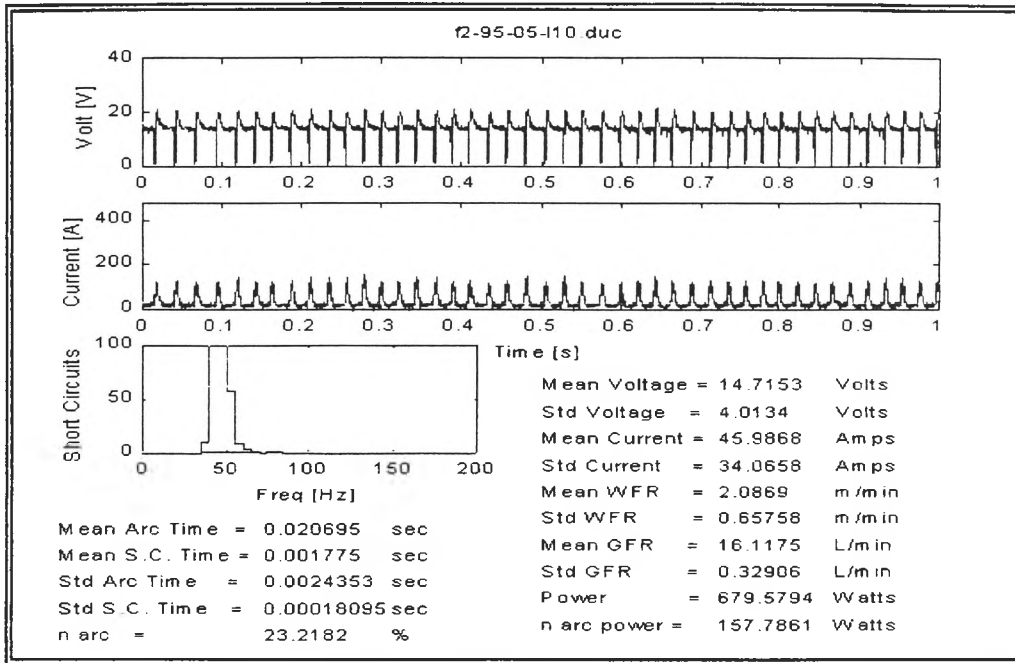 f2-95-05-l10.duc
40
20
0
Volt [V]
0 0.1 0.2 0.3 0.4 0.5 0.6 0.7 0.8 0.9 1
400
200
0
Current [A]
0 0.1 0.2 0.3 0.4 0.5 0.6 0.7 0.8 0.9 1
Time [s]
100
50
0
Short Circuits
0 50 100 150 200
Freq [Hz]
Mean Arc Time = 0.020695 sec
Mean S.C. Time = 0.001775 sec
Std Arc Time = 0.0024353 sec
Std S.C. Time = 0.00018095 sec
n arc = 23.2182 %
Mean Voltage = 14.7153 Volts
Std Voltage = 4.0134 Volts
Mean Current = 45.9868 Amps
Std Current = 34.0658 Amps
Mean WFR = 2.0869 m/min
Std WFR = 0.65758 m/min
Mean GFR = 16.1175 L/min
Std GFR = 0.32906 L/min
Power = 679.5794 Watts
n arc power = 157.7861 Watts